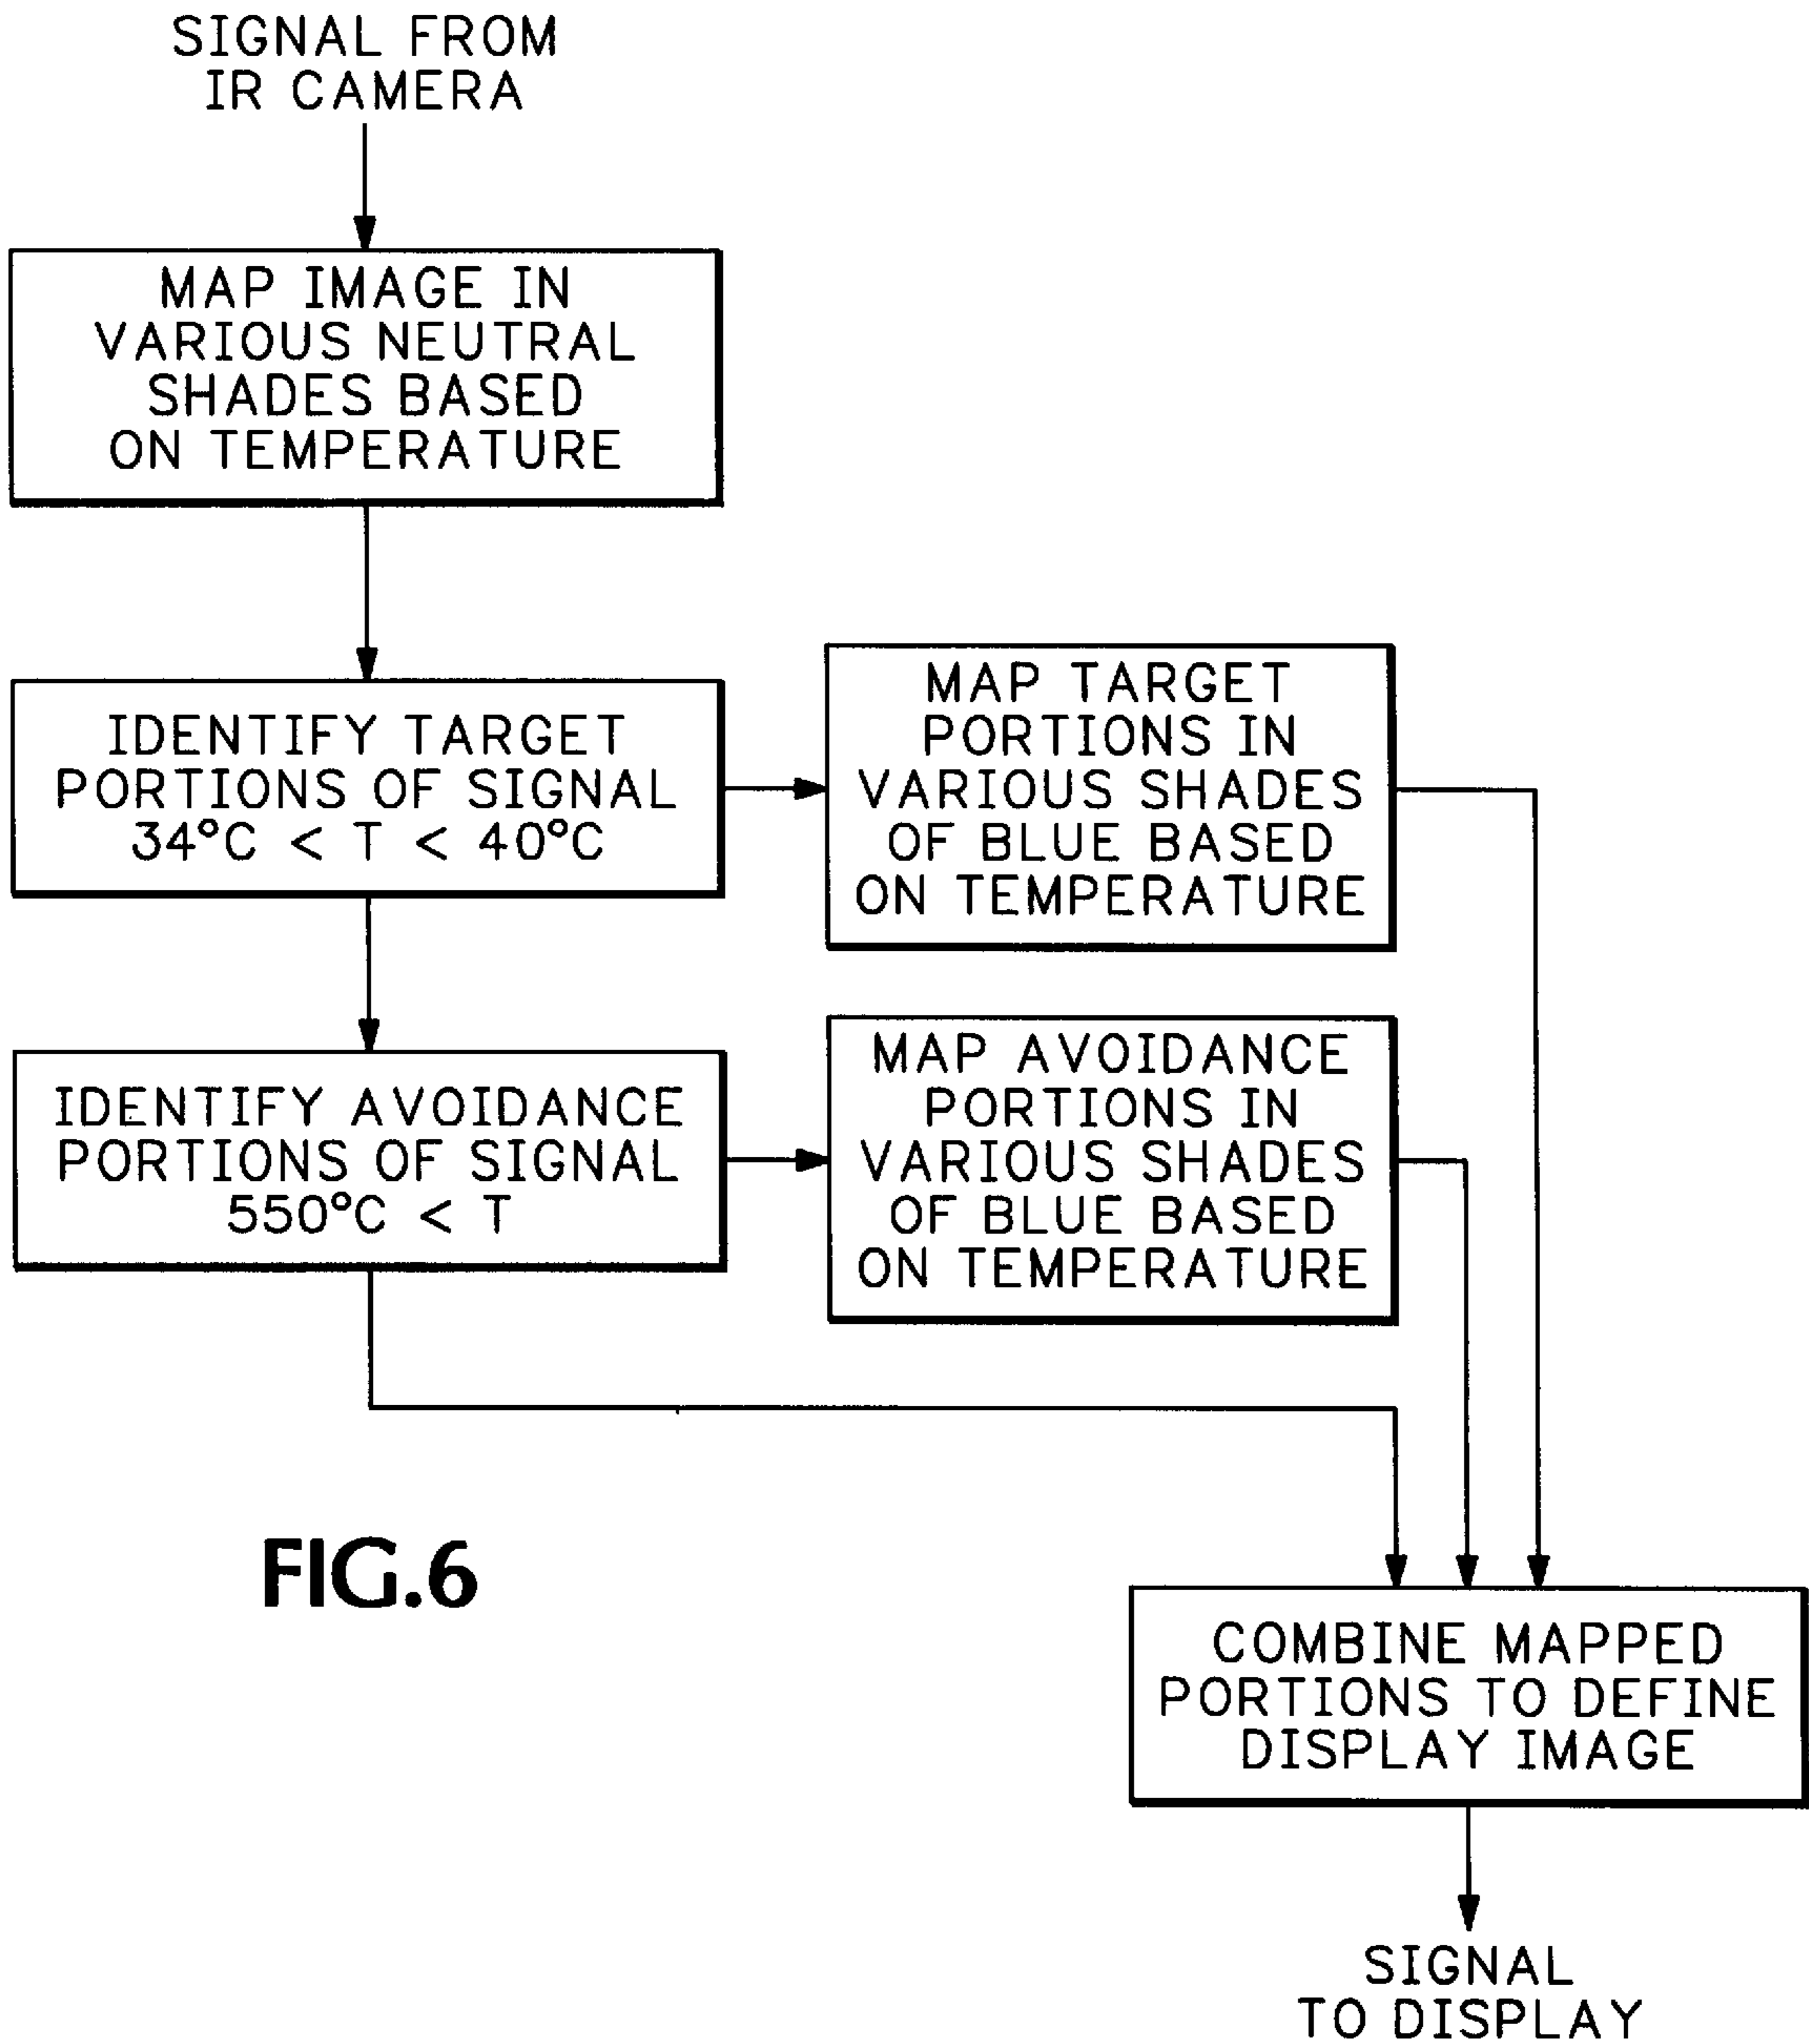 SIGNAL FROM
IR CAMERA
MAP IMAGE IN
VARIOUS NEUTRAL
SHADES BASED
ON TEMPERATURE
IDENTIFY TARGET
PORTIONS OF SIGNAL
34°C < T < 40°C
MAP TARGET
PORTIONS IN
VARIOUS SHADES
OF BLUE BASED
ON TEMPERATURE
IDENTIFY AVOIDANCE
PORTIONS OF SIGNAL
550°C < T
MAP AVOIDANCE
PORTIONS IN
VARIOUS SHADES
OF BLUE BASED
ON TEMPERATURE
FIG.6
COMBINE MAPPED
PORTIONS TO DEFINE
DISPLAY IMAGE
SIGNAL
TO DISPLAY